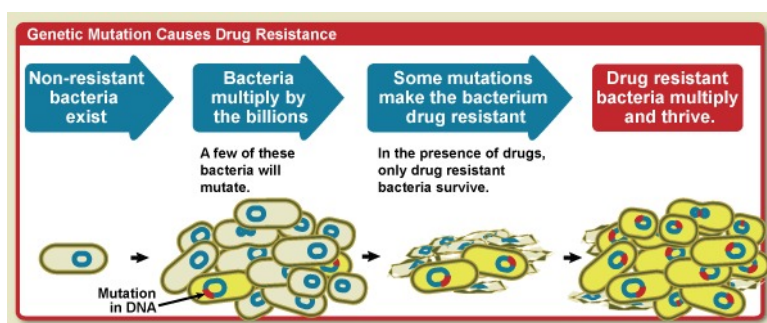 Genetic Mutation Causes Drug Resistance
Non-resistant
bacteria
exist
Bacteria
multiply by
the billions
Some mutations
make the bacterium
drug resistant
Drug resistant
bacteria multiply
and thrive.
A few of these
bacteria will
mutate.
In the presence of drugs,
only drug resistant
bacteria survive.
Mutation
in DNA